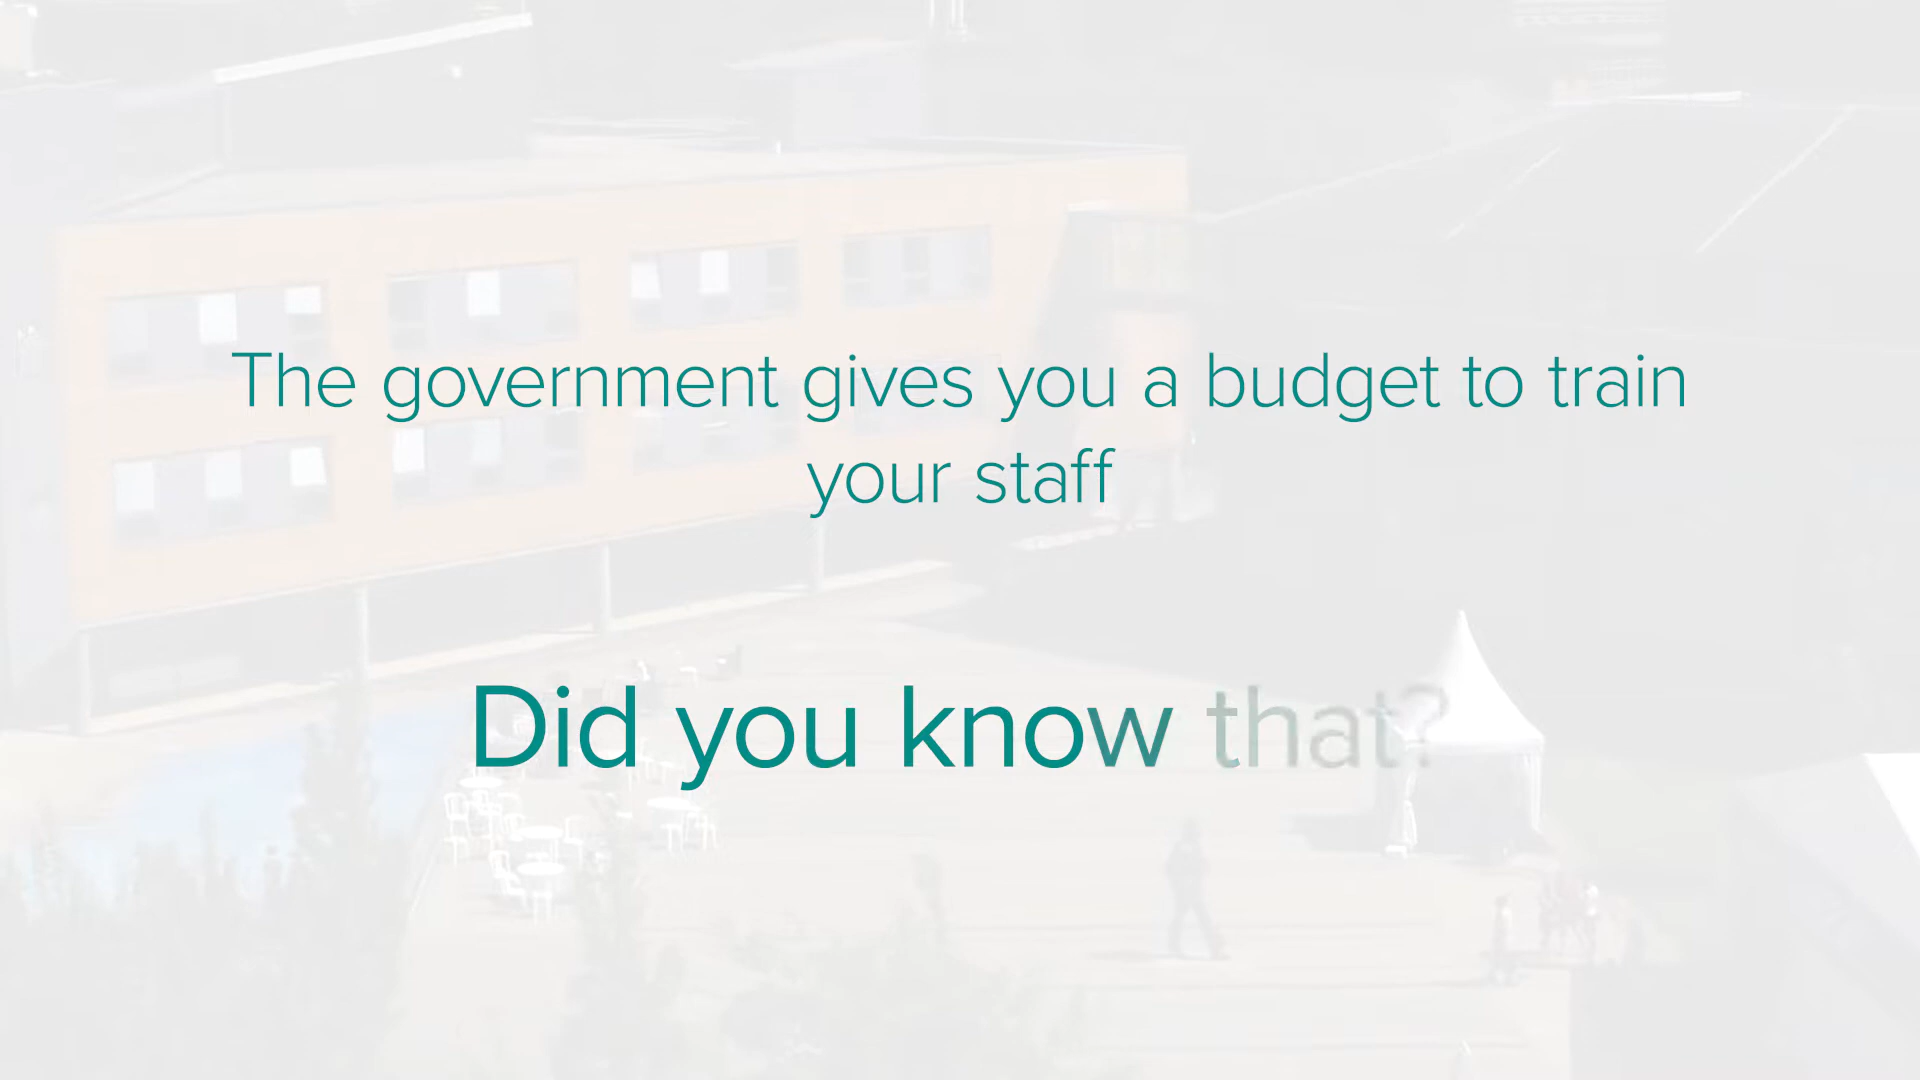 The government gives you a budget to train
your staff
Did you know that?